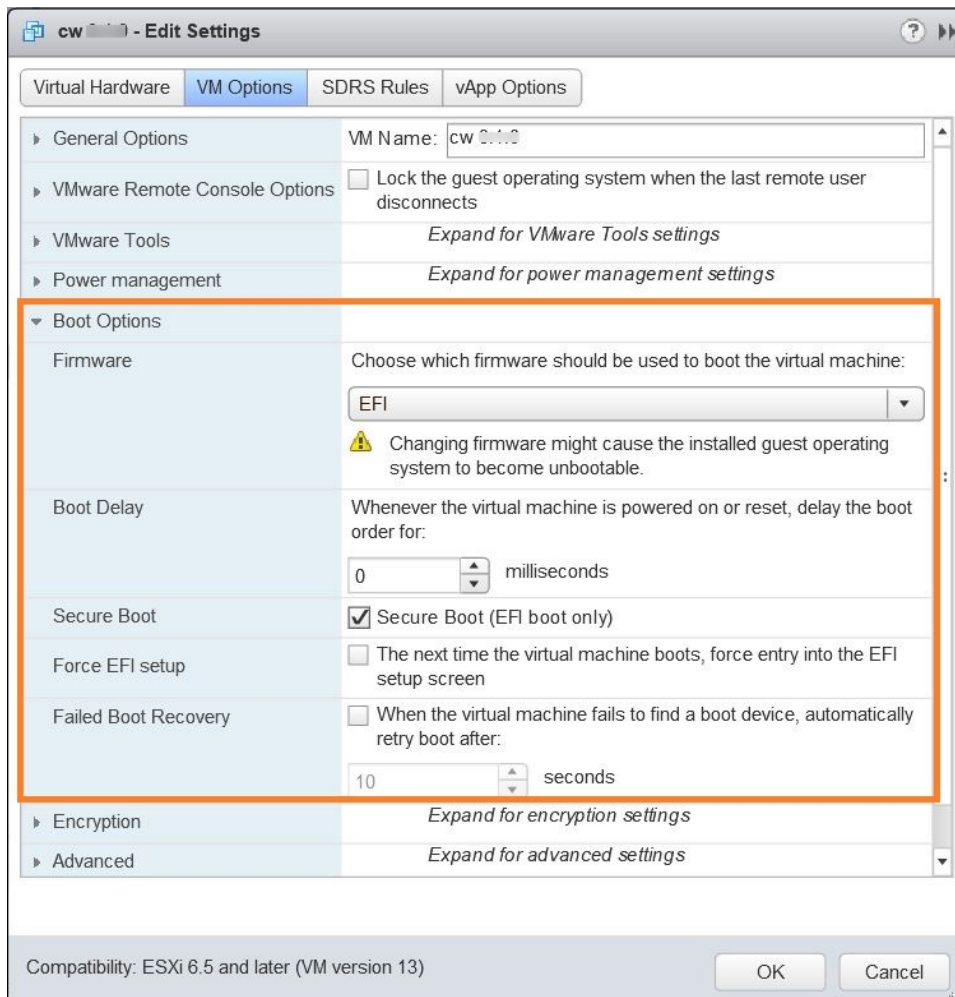 cw - Edit Settings
Virtual Hardware VM Options SDRS Rules vApp Options
General Options VM Name: cw
VMware Remote Console Options Lock the guest operating system when the last remote user
disconnects
VMware Tools Expand for VMware Tools settings
Power management Expand for power management settings
Boot Options
Firmware Choose which firmware should be used to boot the virtual machine:
EFI
Changing firmware might cause the installed guest operating
system to become unbootable.
Boot Delay Whenever the virtual machine is powered on or reset, delay the boot
order for:
0 milliseconds
Secure Boot Secure Boot (EFI boot only)
Force EFI setup The next time the virtual machine boots, force entry into the EFI
setup screen
Failed Boot Recovery When the virtual machine fails to find a boot device, automatically
retry boot after:
10 seconds
Encryption Expand for encryption settings
Advanced Expand for advanced settings
Compatibility: ESXi 6.5 and later (VM version 13) OK Cancel